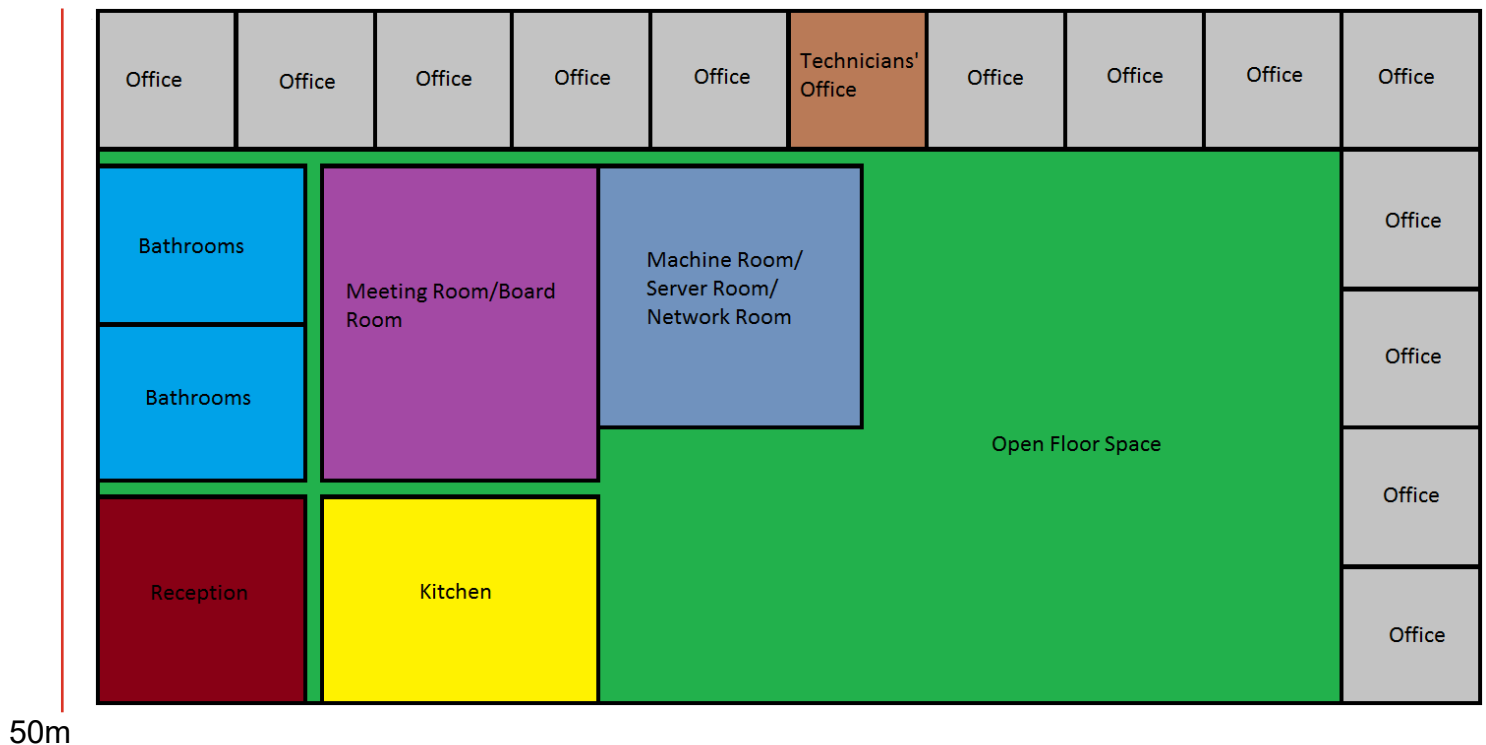 Office
Office
Office
Office
Office
Technicians'
Office
Office
Office
Office
Office
Bathrooms
Meeting Room/Board
Room
Machine Room/
Server Room/
Network Room
Office
Office
Bathrooms
Open Floor Space
Office
Reception
Kitchen
Office
50m